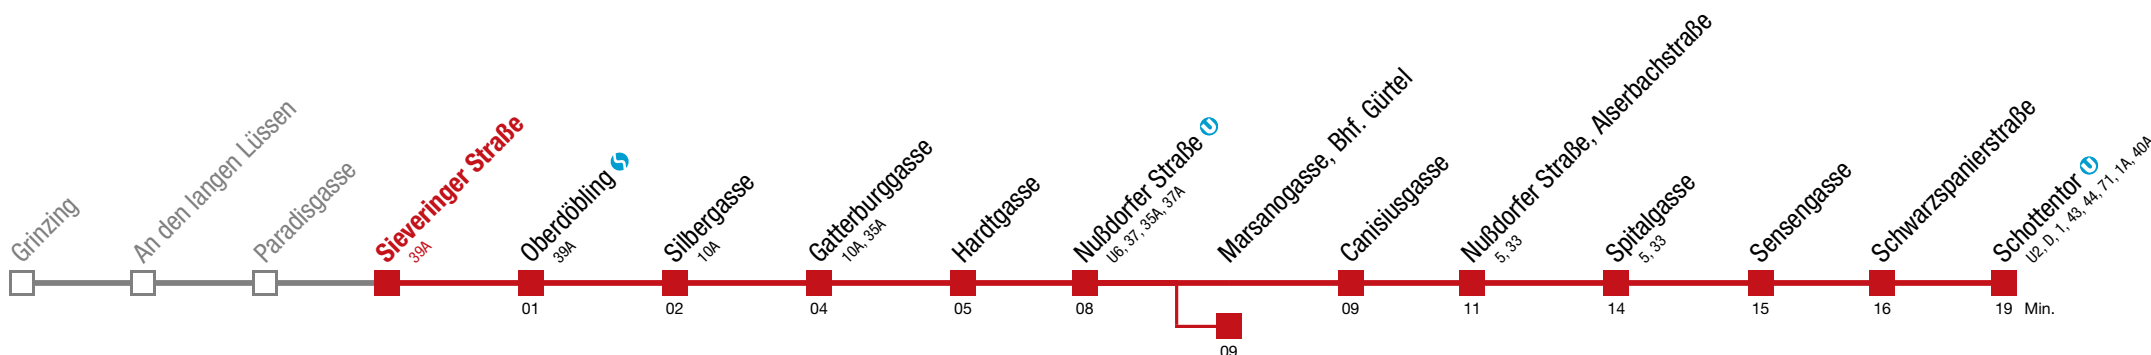 Grinzing
An den langen Lüssen
Paradisgasse
Sieveringer Straße
39A
Oberdöbling
39A
Silbergasse
10A
Gatterburggasse
10A, 35A
Hardtgasse
Nußdorfer Straße U
U6, 37, 35A, 37A
Marsanogasse, Bhf. Gürtel
Canisiusgasse
Nußdorfer Straße, Alserbachstraße
5, 33
Spitalgasse
5, 33
Sensengasse
Schwarzspanierstraße
Schottentor U
U2, D, 1, 43, 44, 71, 1A, 40A
01 02 04 05 08 09 11 14 15 16 19 Min.
09